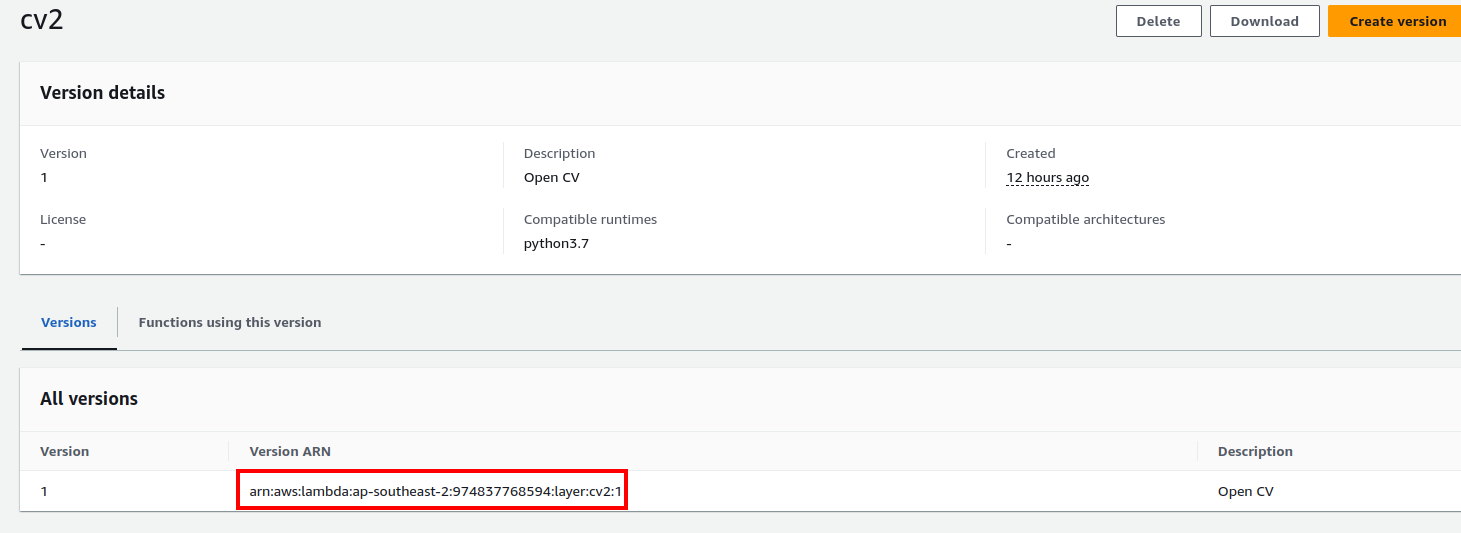 cv2
Delete Download Create version
Version details
Version Description Created
1 Open CV 12 hours ago
License Compatible runtimes Compatible architectures
- python3.7 -
Versions Functions using this version
All versions
Version Version ARN Description
1 arn:aws:lambda:ap-southeast-2:974837768594:layer:cv2:1 Open CV